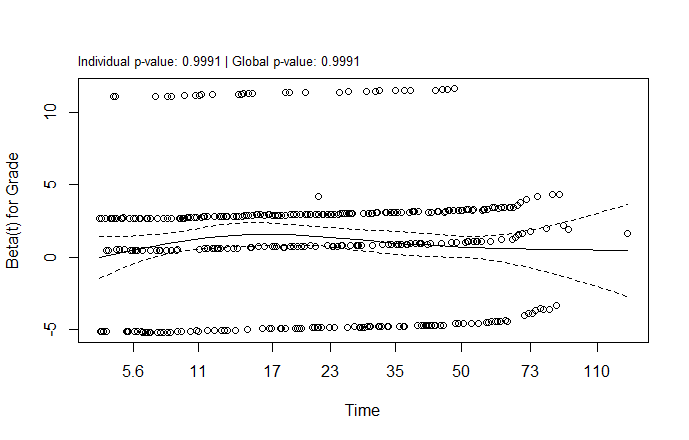 Individual p-value: 0.9991 | Global p-value: 0.9991
Beta(t) for Grade
10
5
0
-5
5.6 11 17 23 35 50 73 110
Time